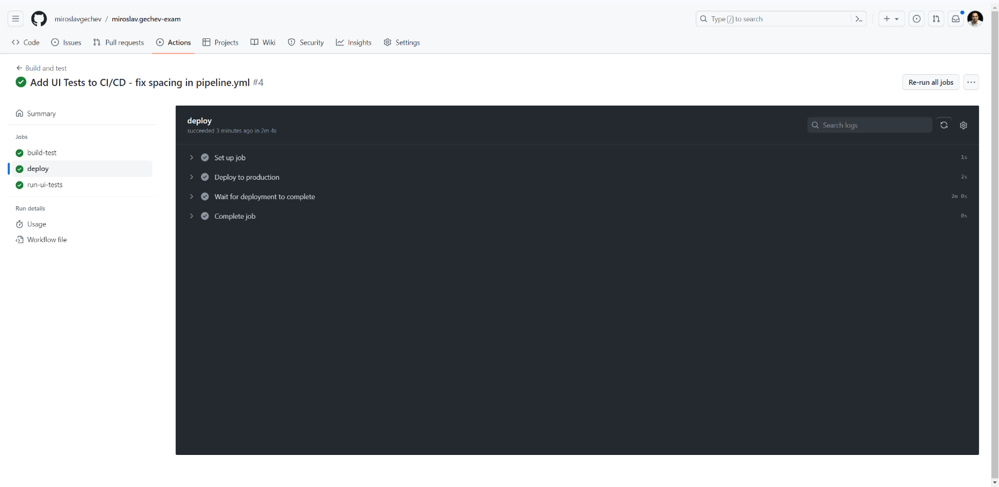 miroslavgechev / miroslav.gechev-exam
Type / to search
Code
Issues
Pull requests
Actions
Projects
Wiki
Security
Insights
Settings
Build and test
Add UI Tests to CI/CD - fix spacing in pipeline.yml #4
Re-run all jobs
Summary
Jobs
build-test
deploy
run-ui-tests
Run details
Usage
Workflow file
deploy
succeeded 3 minutes ago in 2m 4s
Search logs
Set up job 1s
Deploy to production 2s
Wait for deployment to complete 2m 0s
Complete job 0s